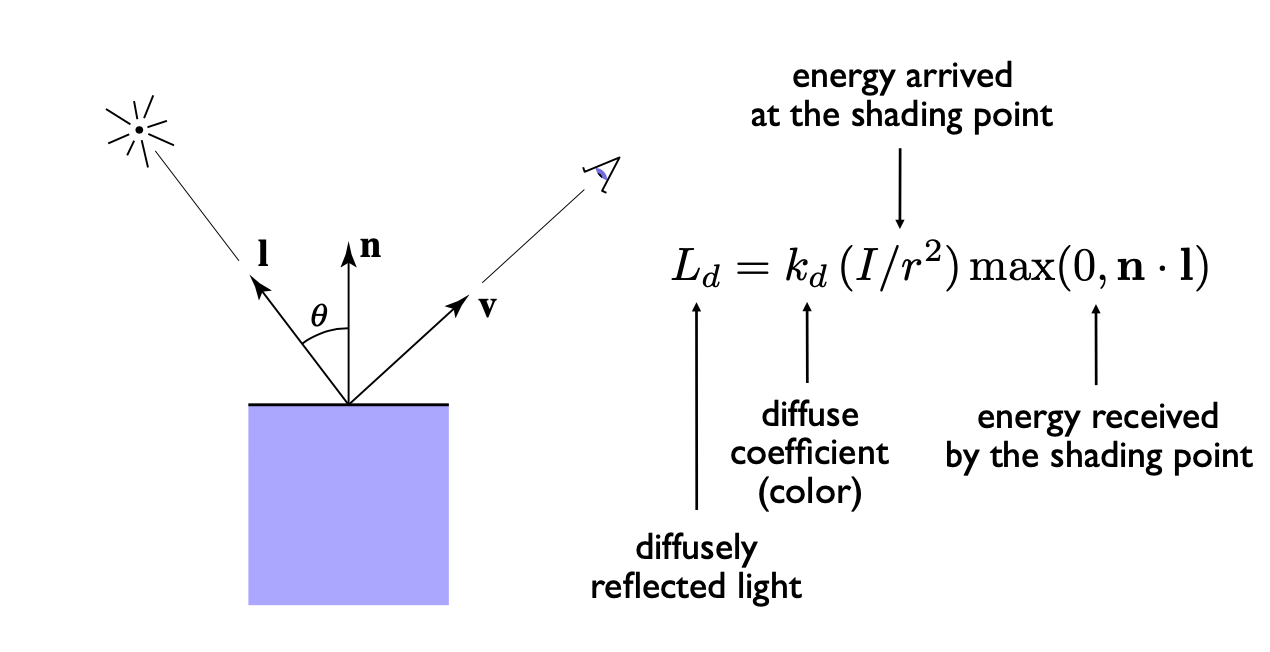 energy arrived
at the shading point
l
n
θ
v
L_d = k_d (I/r²) max(0, n · l)
diffuse
coefficient
(color)
energy received
by the shading point
diffusely
reflected light